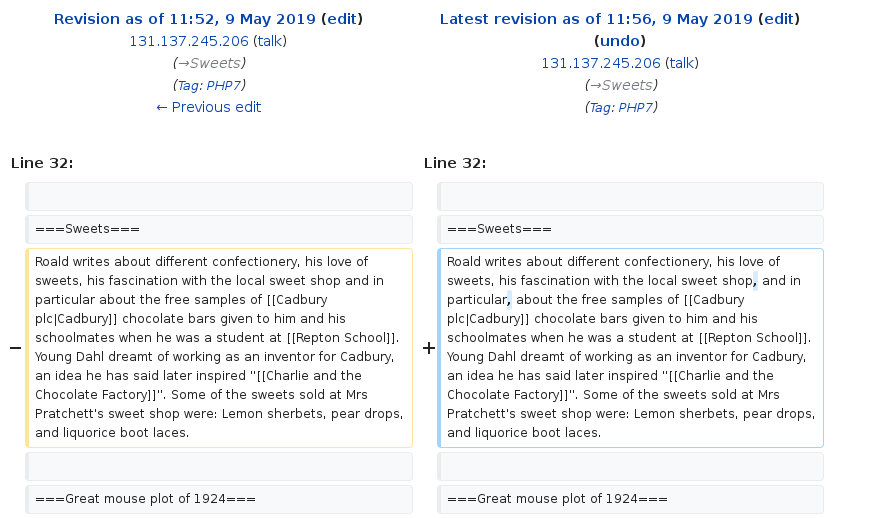 Revision as of 11:52, 9 May 2019 (edit)
131.137.245.206 (talk)
(→Sweets)
(Tag: PHP7)
← Previous edit
Latest revision as of 11:56, 9 May 2019 (edit)
(undo)
131.137.245.206 (talk)
(→Sweets)
(Tag: PHP7)
Line 32:
===Sweets===
− Roald writes about different confectionery, his love of
sweets, his fascination with the local sweet shop and in
particular about the free samples of [[Cadbury
plc|Cadbury]] chocolate bars given to him and his
schoolmates when he was a student at [[Repton School]].
Young Dahl dreamt of working as an inventor for Cadbury,
an idea he has said later inspired "[[Charlie and the
Chocolate Factory]]". Some of the sweets sold at Mrs
Pratchett's sweet shop were: Lemon sherbets, pear drops,
and liquorice boot laces.
===Great mouse plot of 1924===
Line 32:
===Sweets===
+ Roald writes about different confectionery, his love of
sweets, his fascination with the local sweet shop, and in
particular, about the free samples of [[Cadbury
plc|Cadbury]] chocolate bars given to him and his
schoolmates when he was a student at [[Repton School]].
Young Dahl dreamt of working as an inventor for Cadbury,
an idea he has said later inspired "[[Charlie and the
Chocolate Factory]]". Some of the sweets sold at Mrs
Pratchett's sweet shop were: Lemon sherbets, pear drops,
and liquorice boot laces.
===Great mouse plot of 1924===